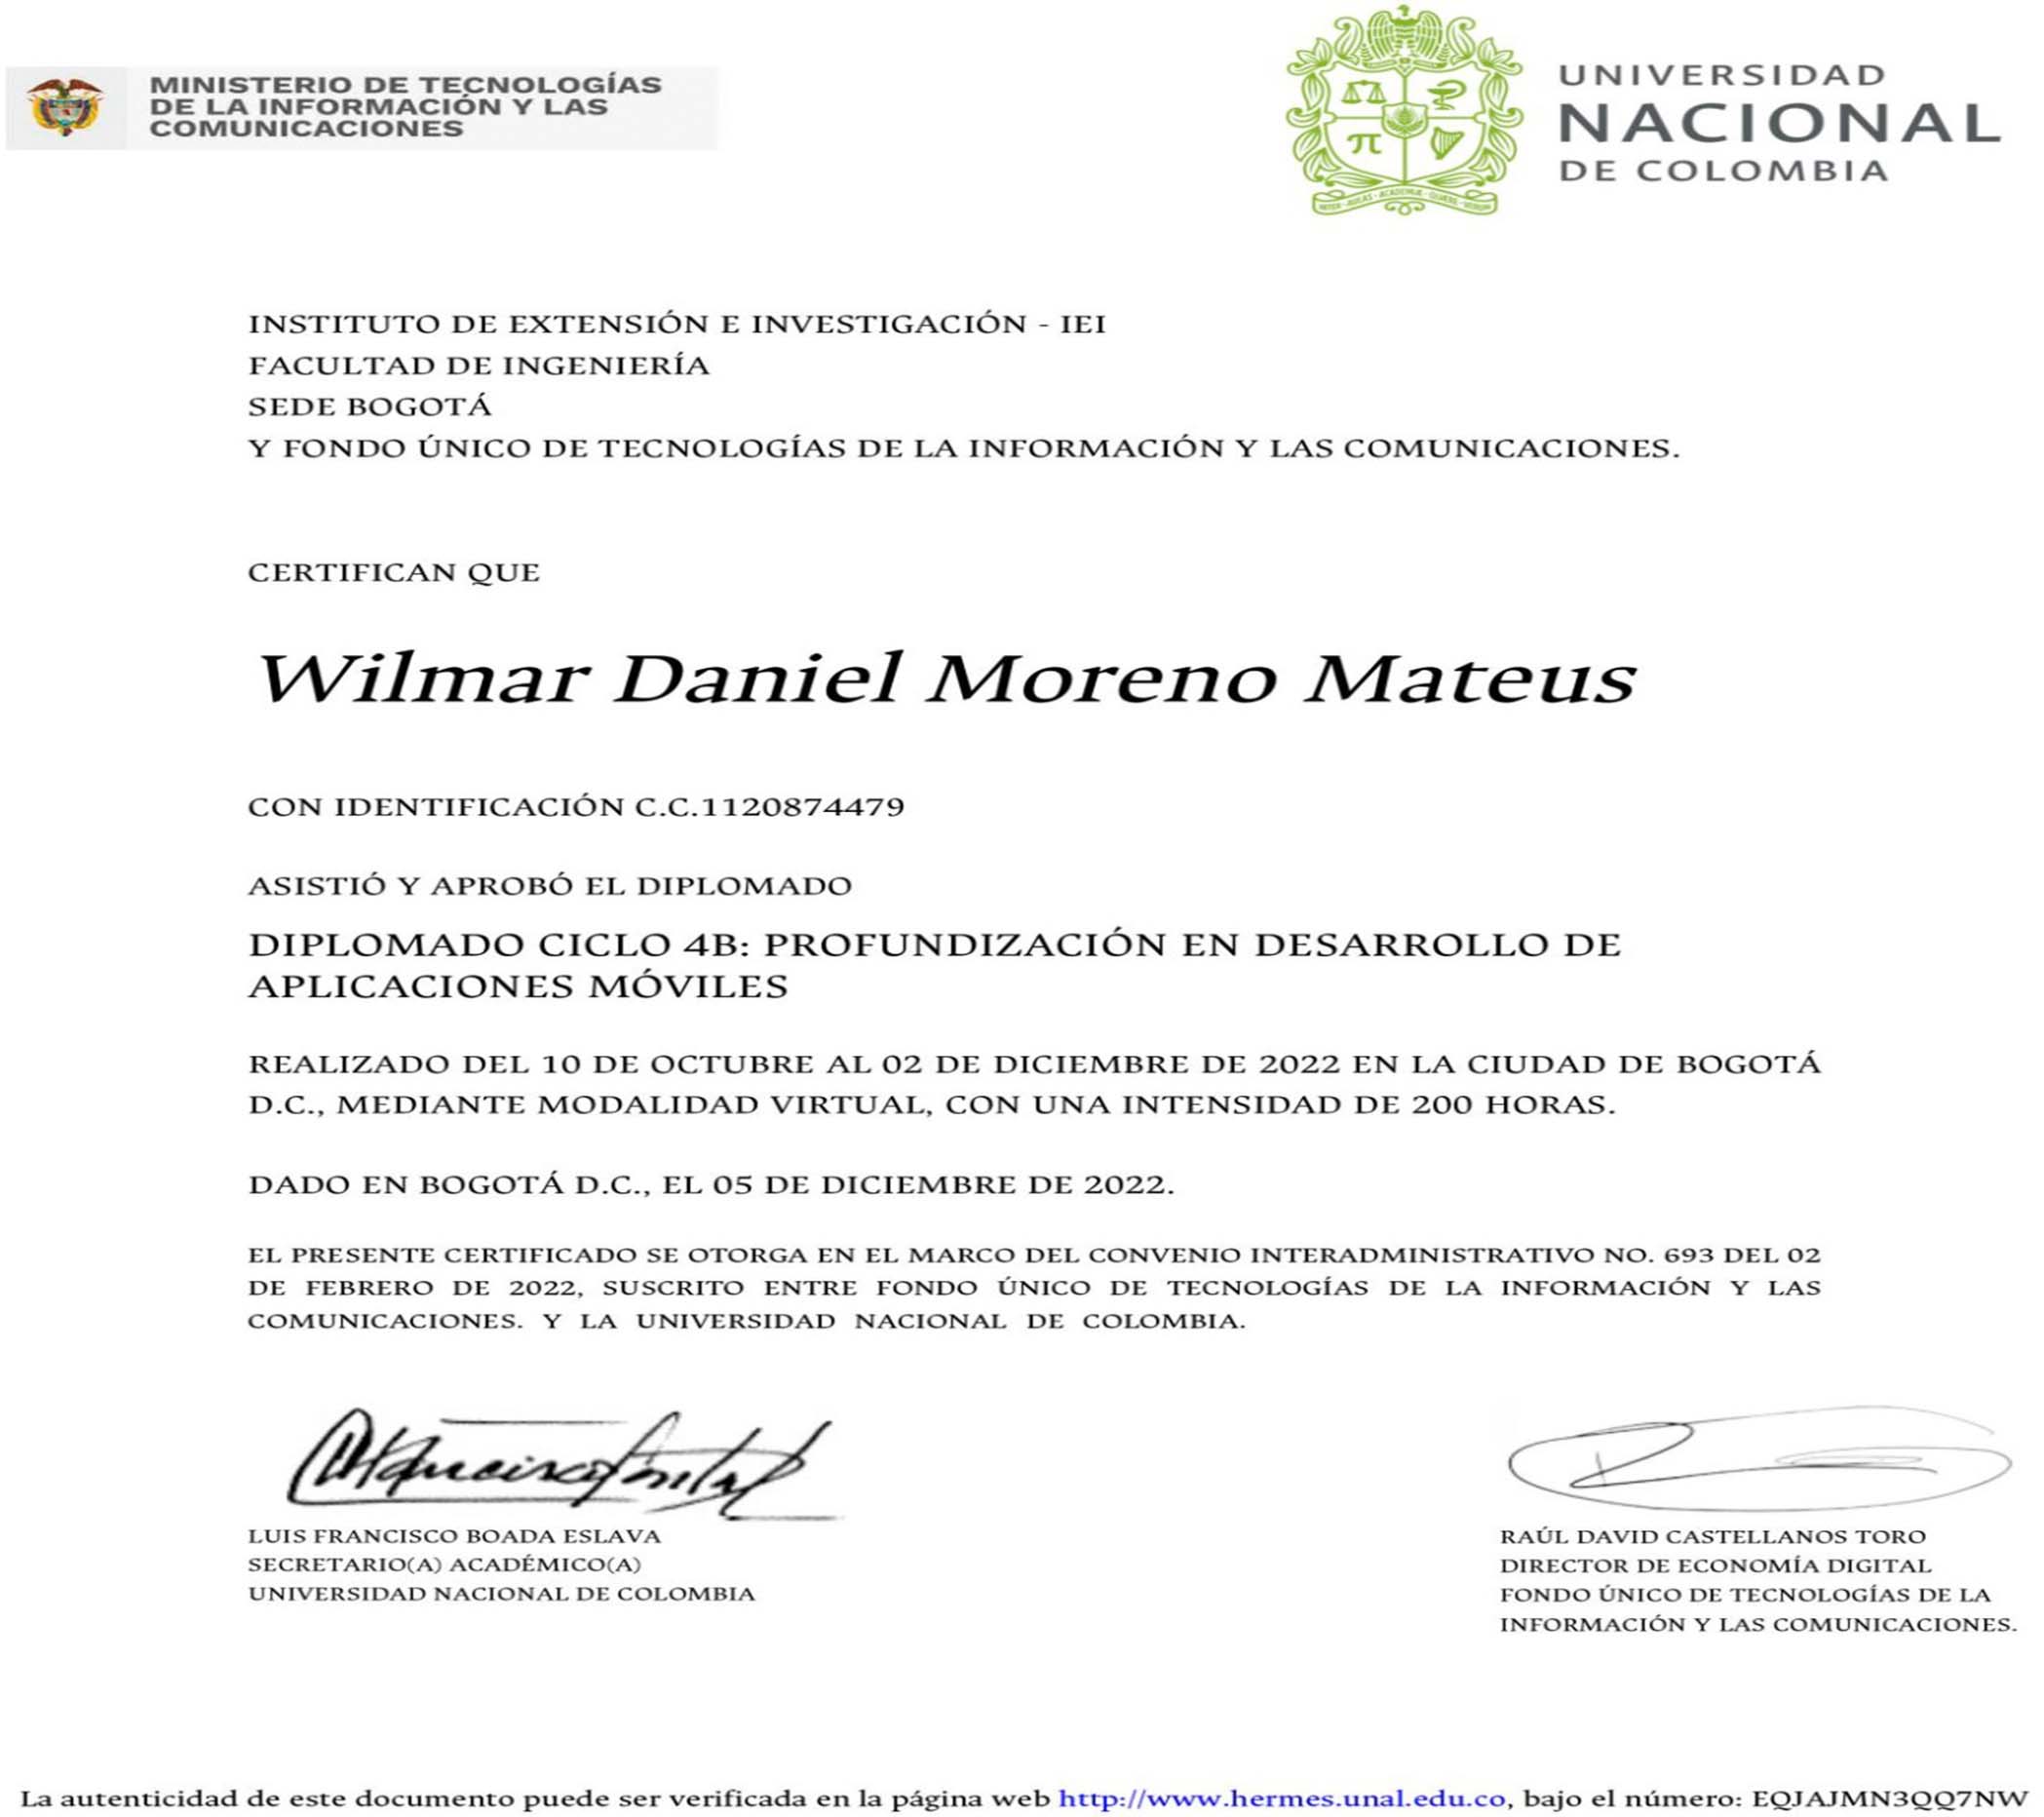 MINISTERIO DE TECNOLOGÍAS
DE LA INFORMACIÓN Y LAS
COMUNICACIONES
UNIVERSIDAD
NACIONAL
DE COLOMBIA
INSTITUTO DE EXTENSIÓN E INVESTIGACIÓN - IEI
FACULTAD DE INGENIERÍA
SEDE BOGOTÁ
Y FONDO ÚNICO DE TECNOLOGÍAS DE LA INFORMACIÓN Y LAS COMUNICACIONES.
CERTIFICAN QUE
Wilmar Daniel Moreno Mateus
CON IDENTIFICACIÓN C.C.1120874479
ASISTIÓ Y APROBÓ EL DIPLOMADO
DIPLOMADO CICLO 4B: PROFUNDIZACIÓN EN DESARROLLO DE
APLICACIONES MÓVILES
REALIZADO DEL 10 DE OCTUBRE AL 02 DE DICIEMBRE DE 2022 EN LA CIUDAD DE BOGOTÁ
D.C., MEDIANTE MODALIDAD VIRTUAL, CON UNA INTENSIDAD DE 200 HORAS.
DADO EN BOGOTÁ D.C., EL 05 DE DICIEMBRE DE 2022.
EL PRESENTE CERTIFICADO SE OTORGA EN EL MARCO DEL CONVENIO INTERADMINISTRATIVO NO. 693 DEL 02
DE FEBRERO DE 2022, SUSCRITO ENTRE FONDO ÚNICO DE TECNOLOGÍAS DE LA INFORMACIÓN Y LAS
COMUNICACIONES. Y LA UNIVERSIDAD NACIONAL DE COLOMBIA.
LUIS FRANCISCO BOADA ESLAVA
SECRETARIO(A) ACADÉMICO(A)
UNIVERSIDAD NACIONAL DE COLOMBIA
RAÚL DAVID CASTELLANOS TORO
DIRECTOR DE ECONOMÍA DIGITAL
FONDO ÚNICO DE TECNOLOGÍAS DE LA
INFORMACIÓN Y LAS COMUNICACIONES.
La autenticidad de este documento puede ser verificada en la página web http://www.hermes.unal.edu.co, bajo el número: EQJAJMN3QQ7NW